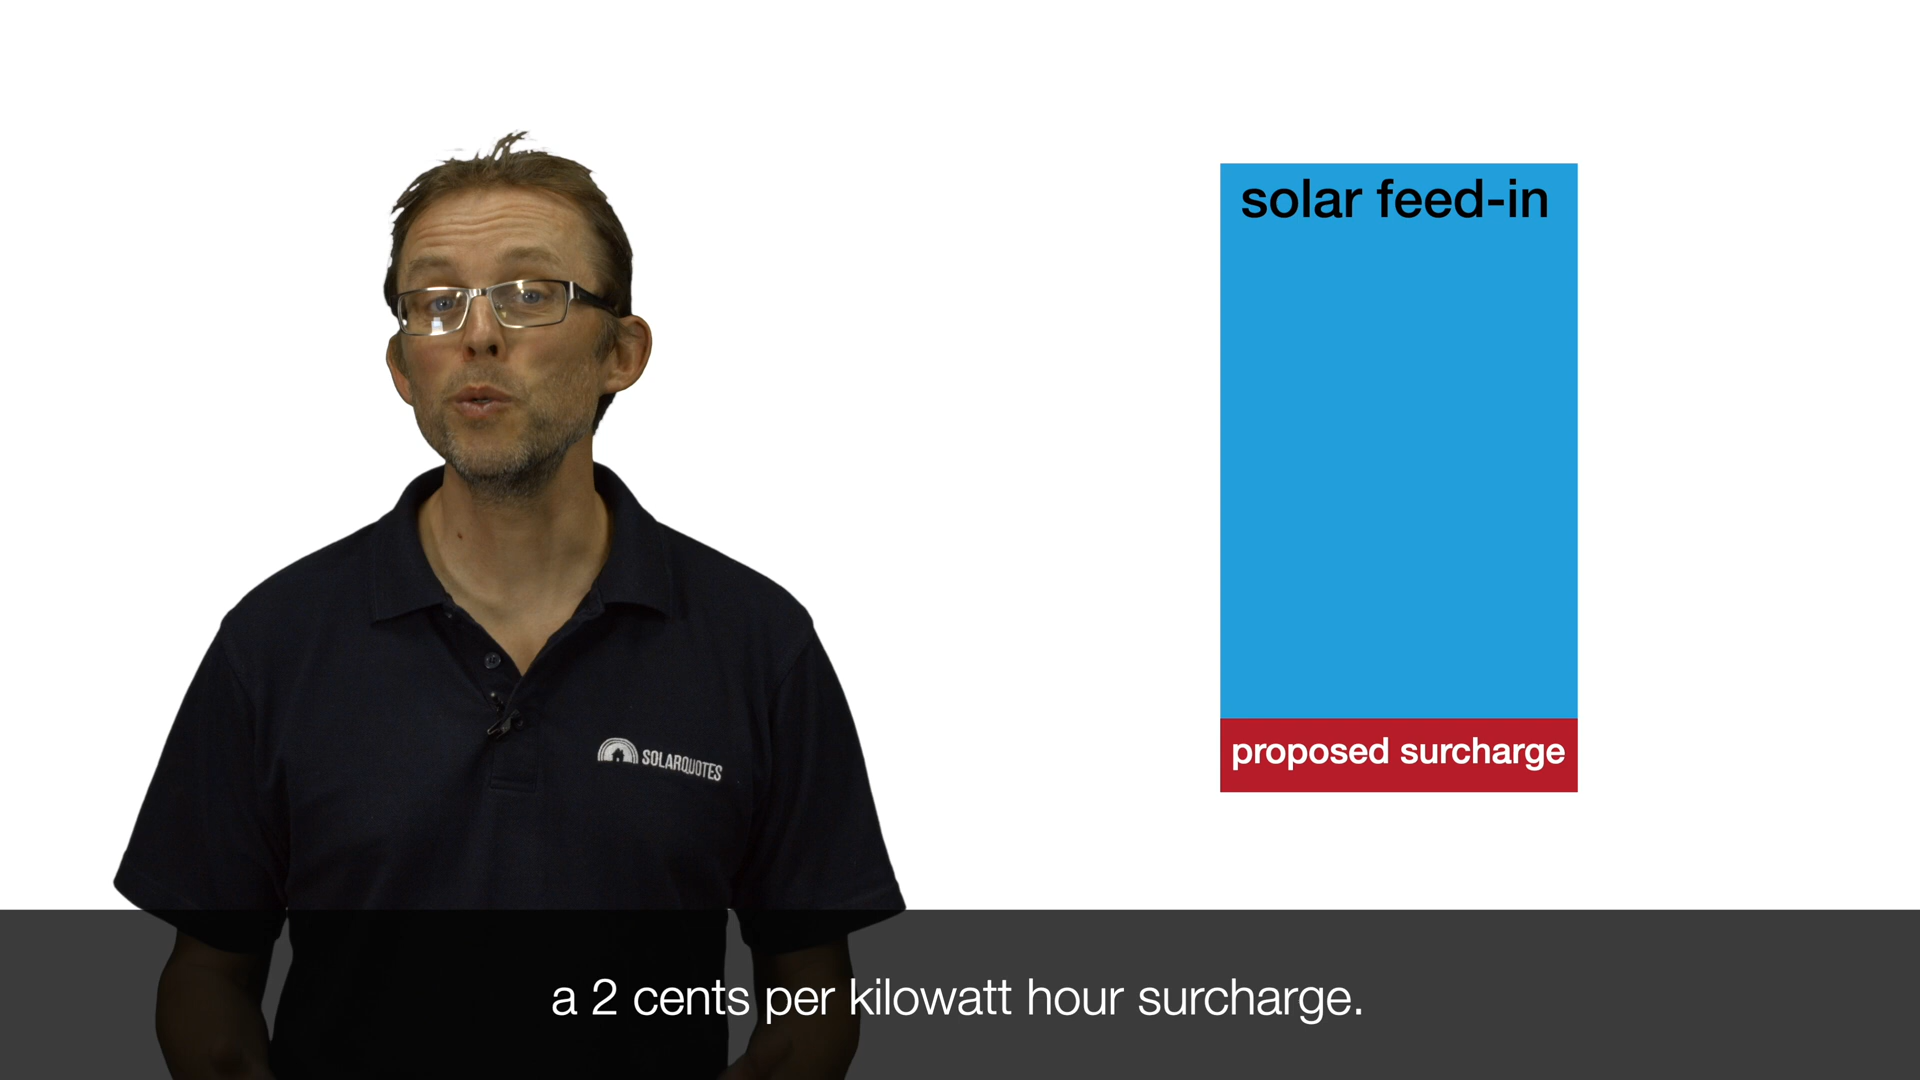 solar feed-in
proposed surcharge
SOLARQUOTES
a 2 cents per kilowatt hour surcharge.